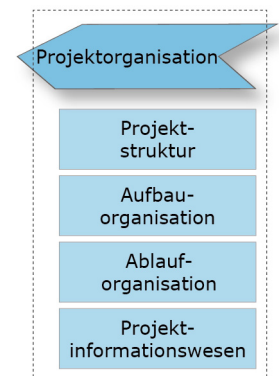 Projektorganisation
Projekt-
struktur
Aufbau-
organisation
Ablauf-
organisation
Projekt-
informationswesen